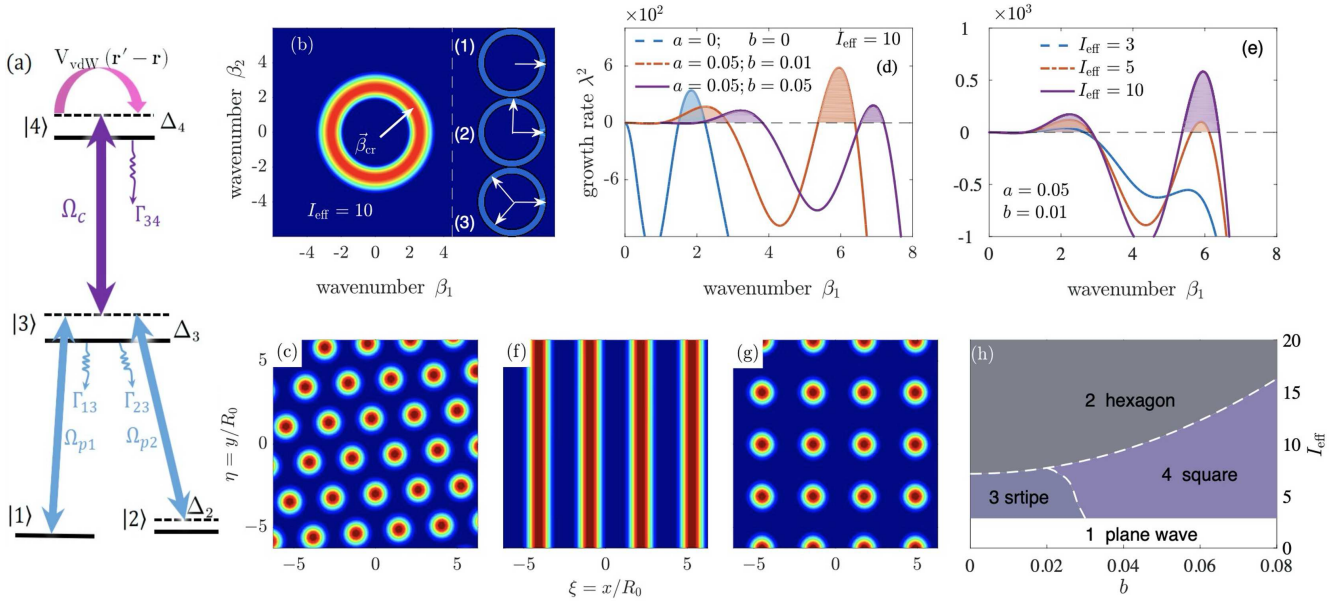 (a)
V_vdW (r′ − r)
|4⟩
Δ₄
Ω_c
Γ₃₄
|3⟩
Δ₃
Γ₁₃
Γ₂₃
Ω_p1
Ω_p2
|1⟩
|2⟩
Δ₂
(b)
wavenumber β₂
4
2
0
-2
-4
β⃗_cr
I_eff = 10
(1)
(2)
(3)
-4 -2 0 2 4
wavenumber β₁
×10²
a = 0; b = 0
a = 0.05; b = 0.01
a = 0.05; b = 0.05
I_eff = 10
(d)
growth rate λ²
6
0
-6
0 2 4 6 8
wavenumber β₁
×10³
I_eff = 3
I_eff = 5
I_eff = 10
(e)
1
0.5
0
-0.5
-1
a = 0.05
b = 0.01
0 2 4 6 8
wavenumber β₁
(c)
η = y/R₀
5
0
−5
−5 0 5
(f)
−5 0 5
ξ = x/R₀
(g)
−5 0 5
(h)
2 hexagon
3 srtipe
4 square
1 plane wave
20
15
10
5
0
I_eff
0 0.02 0.04 0.06 0.08
b